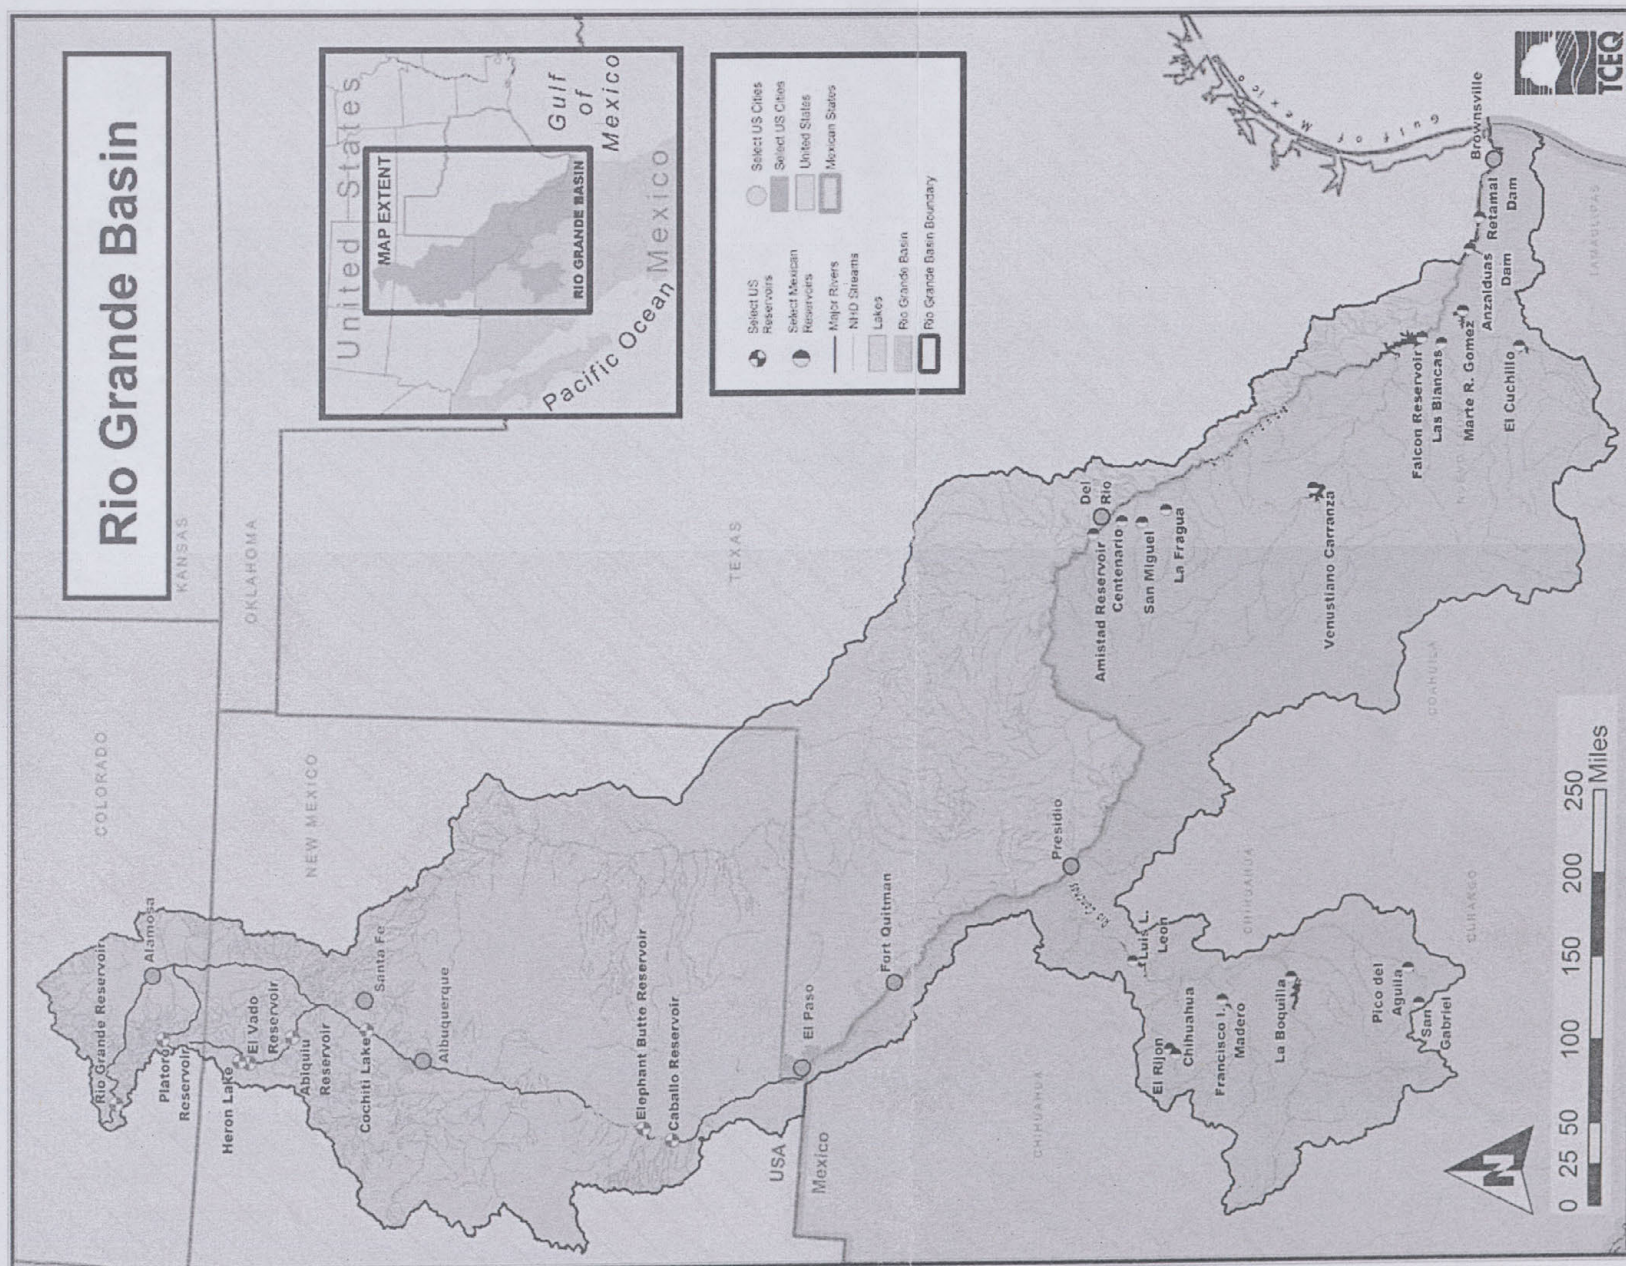 Rio Grande Basin
United States
MAP EXTENT
Gulf
of
Mexico
RIO GRANDE BASIN
Mexico
Pacific Ocean
Select US
Reservoirs
Select Mexican
Reservoirs
Major Rivers
NHD Streams
Lakes
Rio Grande Basin
Rio Grande Basin Boundary
Select US Cities
Select US Cities
United States
Mexican States
COLORADO
KANSAS
OKLAHOMA
NEW MEXICO
TEXAS
Rio Grande Reservoir
Alamosa
Platoro
Reservoir
Heron Lake
El Vado
Reservoir
Abiquiu
Reservoir
Santa Fe
Cochiti Lake
Albuquerque
Elephant Butte Reservoir
Caballo Reservoir
USA
Mexico
El Paso
Fort Quitman
Presidio
Luis L.
Leon
El Rijon
Chihuahua
Francisco I.
Madero
La Boquilla
Pico del
Aguila
San
Gabriel
CHIHUAHUA
CHIHUAHUA
DURANGO
COAHUILA
Amistad Reservoir
Del
Rio
Centenario
San Miguel
La Fragua
Venustiano Carranza
Falcon Reservoir
Las Blancas
Marte R. Gomez
El Cuchillo
Anzalduas
Dam
Retamal
Dam
Brownsville
Gulf of Mexico
TAMAULIPAS
N
0 25 50 100 150 200 250
Miles
TCEQ